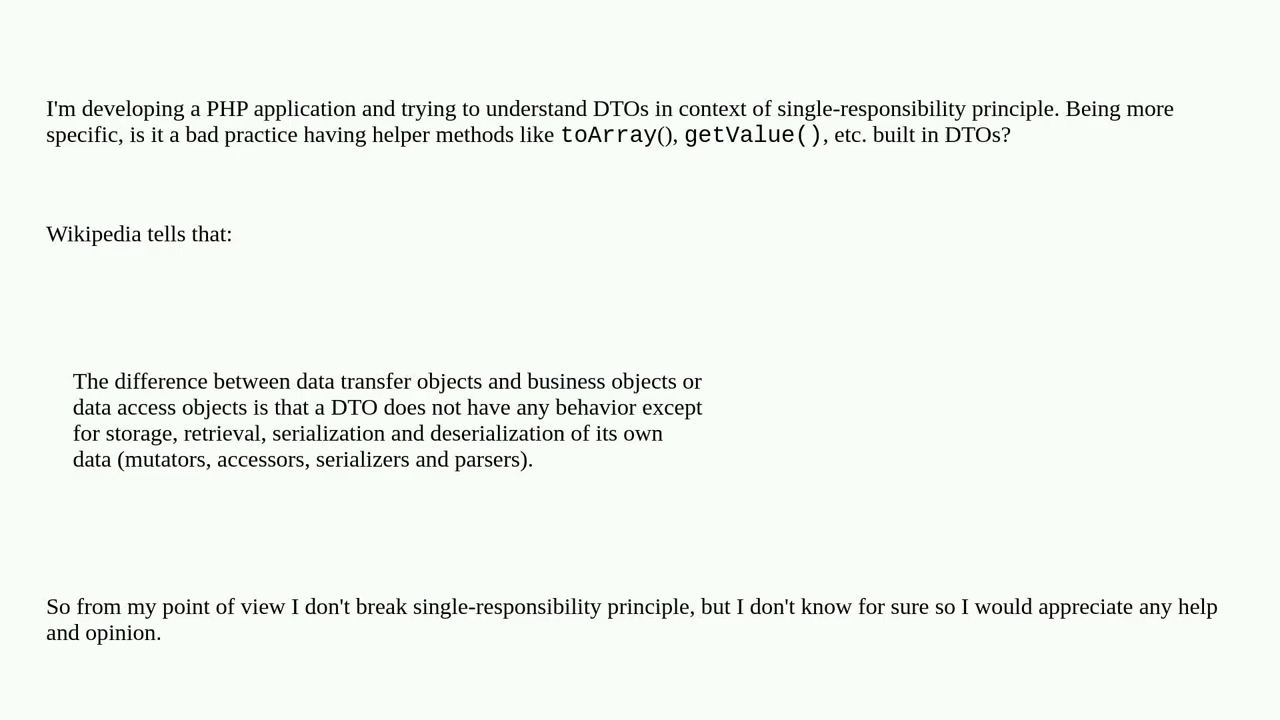 I'm developing a PHP application and trying to understand DTOs in context of single-responsibility principle. Being more
specific, is it a bad practice having helper methods like toArray(), getValue(), etc. built in DTOs?
Wikipedia tells that:
The difference between data transfer objects and business objects or
data access objects is that a DTO does not have any behavior except
for storage, retrieval, serialization and deserialization of its own
data (mutators, accessors, serializers and parsers).
So from my point of view I don't break single-responsibility principle, but I don't know for sure so I would appreciate any help
and opinion.